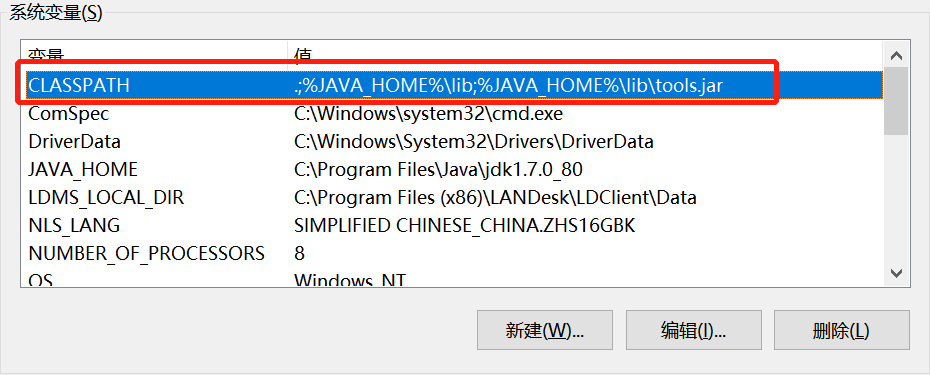 系统变量(S)
变量 值
CLASSPATH .;%JAVA_HOME%\lib;%JAVA_HOME%\lib\tools.jar
ComSpec C:\Windows\system32\cmd.exe
DriverData C:\Windows\System32\Drivers\DriverData
JAVA_HOME C:\Program Files\Java\jdk1.7.0_80
LDMS_LOCAL_DIR C:\Program Files (x86)\LANDesk\LDClient\Data
NLS_LANG SIMPLIFIED CHINESE_CHINA.ZHS16GBK
NUMBER_OF_PROCESSORS 8
OS Windows_NT
新建(W)... 编辑(I)... 删除(L)